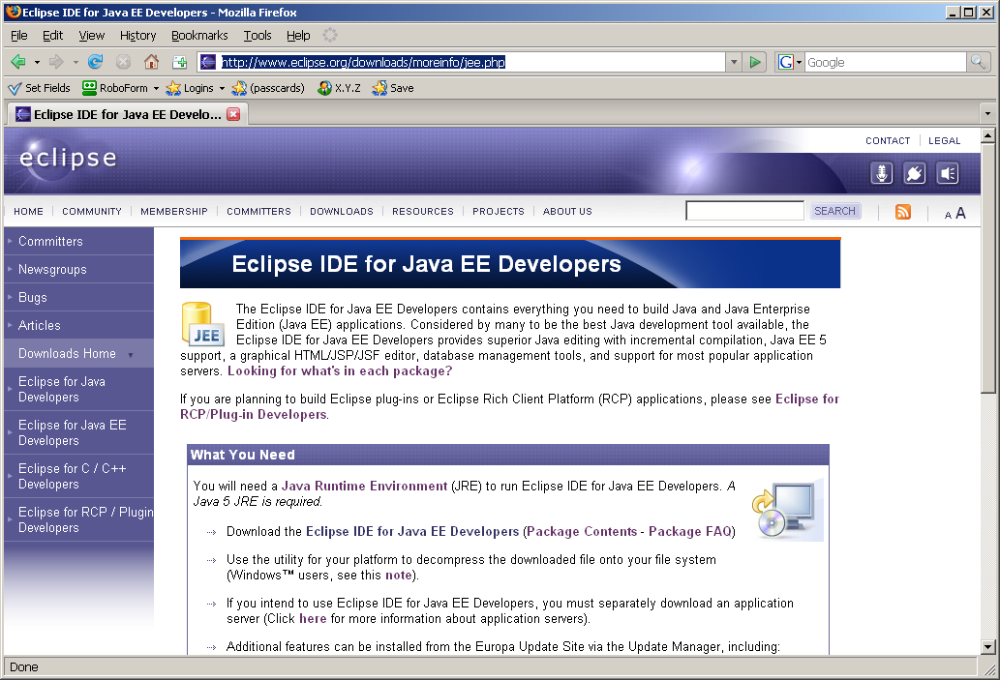 Eclipse IDE for Java EE Developers - Mozilla Firefox
File Edit View History Bookmarks Tools Help
http://www.eclipse.org/downloads/moreinfo/jee.php
G Google
Set Fields RoboForm Logins (passcards) X.Y.Z Save
Eclipse IDE for Java EE Develo...
eclipse
CONTACT LEGAL
HOME COMMUNITY MEMBERSHIP COMMITTERS DOWNLOADS RESOURCES PROJECTS ABOUT US SEARCH A A
Committers
Newsgroups
Bugs
Articles
Downloads Home
Eclipse for Java
Developers
Eclipse for Java EE
Developers
Eclipse for C / C++
Developers
Eclipse for RCP / Plugin
Developers
Eclipse IDE for Java EE Developers
JEE
The Eclipse IDE for Java EE Developers contains everything you need to build Java and Java Enterprise
Edition (Java EE) applications. Considered by many to be the best Java development tool available, the
Eclipse IDE for Java EE Developers provides superior Java editing with incremental compilation, Java EE 5
support, a graphical HTML/JSP/JSF editor, database management tools, and support for most popular application
servers. Looking for what's in each package?
If you are planning to build Eclipse plug-ins or Eclipse Rich Client Platform (RCP) applications, please see Eclipse for
RCP/Plug-in Developers.
What You Need
You will need a Java Runtime Environment (JRE) to run Eclipse IDE for Java EE Developers. A
Java 5 JRE is required.
Download the Eclipse IDE for Java EE Developers (Package Contents - Package FAQ)
Use the utility for your platform to decompress the downloaded file onto your file system
(Windows™ users, see this note).
If you intend to use Eclipse IDE for Java EE Developers, you must separately download an application
server (Click here for more information about application servers).
Additional features can be installed from the Europa Update Site via the Update Manager, including:
Done